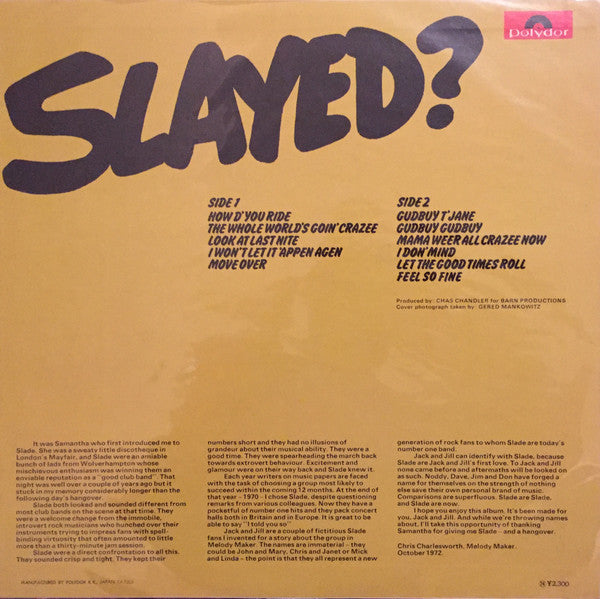 Polydor
SLAYED?
SIDE 1
HOW D'YOU RIDE
THE WHOLE WORLD'S GOIN' CRAZEE
LOOK AT LAST NITE
I WON'T LET IT 'APPEN AGEN
MOVE OVER
SIDE 2
GUDBUY T'JANE
GUDBUY GUDBUY
MAMA WEER ALL CRAZEE NOW
I DON' MIND
LET THE GOOD TIMES ROLL
FEEL SO FINE
Produced by: CHAS CHANDLER for BARN PRODUCTIONS
Cover photograph taken by: GERED MANKOWITZ
It was Samantha who first introduced me to
Slade. She was a sweaty little discotheque in
London's Mayfair, and Slade were an amiable
bunch of lads from Wolverhampton whose
mischievous enthusiasm was winning them an
enviable reputation as a "good club band". That
night was well over a couple of years ago but it
stuck in my memory considerably longer than the
following day's hangover.
Slade both looked and sounded different from
most club bands on the scene at that time. They
were a welcome change from the immobile,
introvert rock musicians who hunched over their
instruments trying to impress fans with spell-
binding virtuosity that often amounted to little
more than a thirty-minute jam session.
Slade were a direct confrontation to all this.
They sounded crisp and tight. They kept their
numbers short and they had no illusions of
grandeur about their musical ability. They were a
good time. They were spearheading the march back
towards extrovert behaviour. Excitement and
glamour were on their way back and Slade knew it.
Each year writers on music papers are faced
with the task of choosing a group most likely to
succeed within the coming 12 months. At the end of
that year - 1970 - I chose Slade, despite questioning
remarks from various colleagues. Now they have a
pocketful of number one hits and they pack concert
halls both in Britain and in Europe. It is great to be
able to say "I told you so"
Jack and Jill are a couple of fictitious Slade
fans I invented for a story about the group in
Melody Maker. The names are immaterial - they
could be John and Mary, Chris and Janet or Mick
and Linda - the point is that they all represent a new
generation of rock fans to whom Slade are today's
number one band.
Jack and Jill can identify with Slade, because
Slade are Jack and Jill's first love. To Jack and Jill
none came before and aftermaths will be looked on
as such. Noddy, Dave, Jim and Don have forged a
name for themselves on the strength of nothing
else save their own personal brand of music.
Comparisons are superfluous. Slade are Slade,
and Slade are now.
I hope you enjoy this album. It's been made for
you, Jack and Jill. And while we're throwing names
about, I'll take this opportunity of thanking
Samantha for giving me Slade - and a hangover.
Chris Charlesworth, Melody Maker.
October 1972.
MANUFACTURED BY POLYDOR K.K., JAPAN
¥2,300